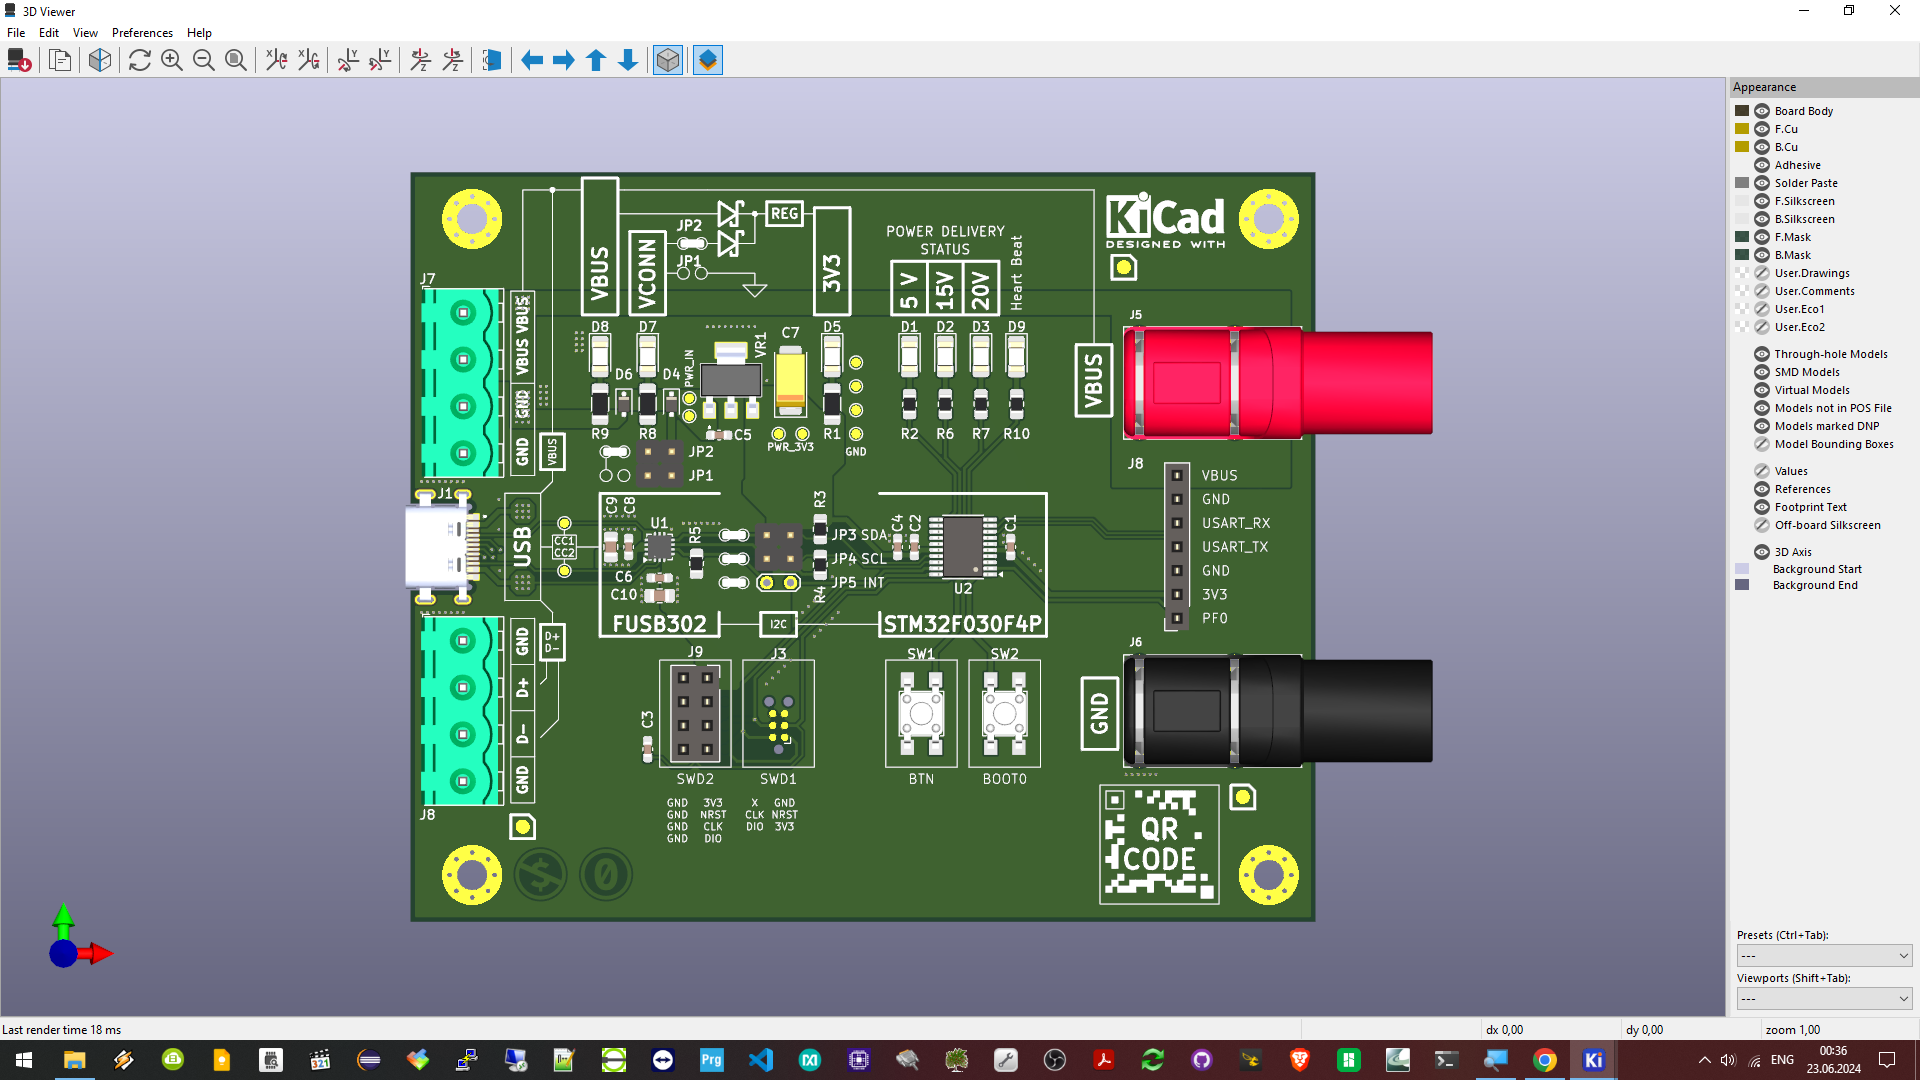 3D Viewer
File Edit View Preferences Help
Appearance
Board Body
F.Cu
B.Cu
Adhesive
Solder Paste
F.Silkscreen
B.Silkscreen
F.Mask
B.Mask
User.Drawings
User.Comments
User.Eco1
User.Eco2
Through-hole Models
SMD Models
Virtual Models
Models not in POS File
Models marked DNP
Model Bounding Boxes
Values
References
Footprint Text
Off-board Silkscreen
3D Axis
Background Start
Background End
Presets (Ctrl+Tab):
---
Viewports (Shift+Tab):
---
VBUS
VCONN
JP2
JP1
REG
3V3
POWER DELIVERY
STATUS
5 V
15V
20V
Heart Beat
KiCad
DESIGNED WITH
J7
VBUS
VBUS
GND
GND
VBUS
D8
D7
D6
D4
PWR_IN
VR1
C7
D5
D1
D2
D3
D9
R9
R8
C5
PWR_3V3
R1
GND
R2
R6
R7
R10
JP2
JP1
J5
VBUS
J1
USB
CC1
CC2
C9
C8
U1
R5
C6
C10
FUSB302
R3
JP3 SDA
JP4 SCL
JP5 INT
R4
I2C
C4
C2
C1
U2
STM32F030F4P
J8
VBUS
GND
USART_RX
USART_TX
GND
3V3
PF0
GND
D+
D-
GND
D+
D-
J8
J9
J3
C3
SWD2
SWD1
GND 3V3 X GND
GND NRST CLK NRST
GND CLK DIO 3V3
GND DIO
SW1
SW2
BTN
BOOT0
J6
GND
QR
CODE
$
0
Last render time 18 ms
dx 0,00
dy 0,00
zoom 1,00
321
Prg
Ki
ENG
00:36
23.06.2024